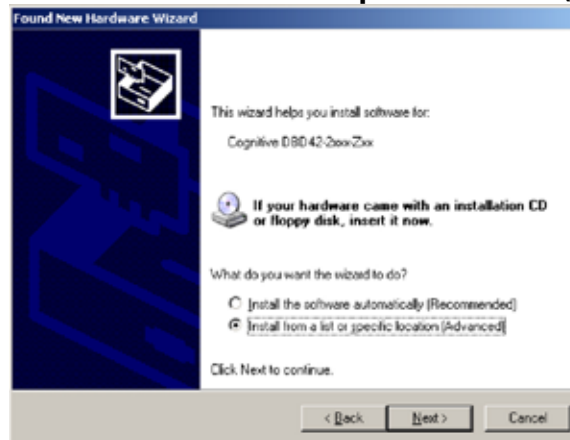 Found New Hardware Wizard
This wizard helps you install software for:
Cognitive DBD 42-2xxx-Zxx
If your hardware came with an installation CD
or floppy disk, insert it now.
What do you want the wizard to do?
Install the software automatically (Recommended)
Install from a list or specific location (Advanced)
Click Next to continue.
< Back
Next >
Cancel